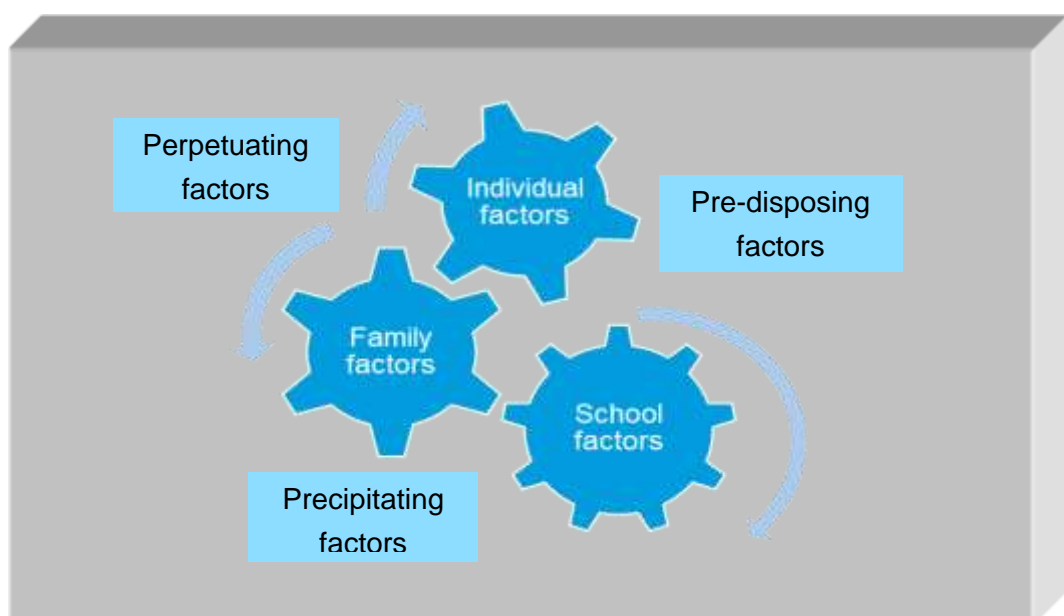 Perpetuating
factors
Individual
factors
Pre-disposing
factors
Family
factors
School
factors
Precipitating
factors